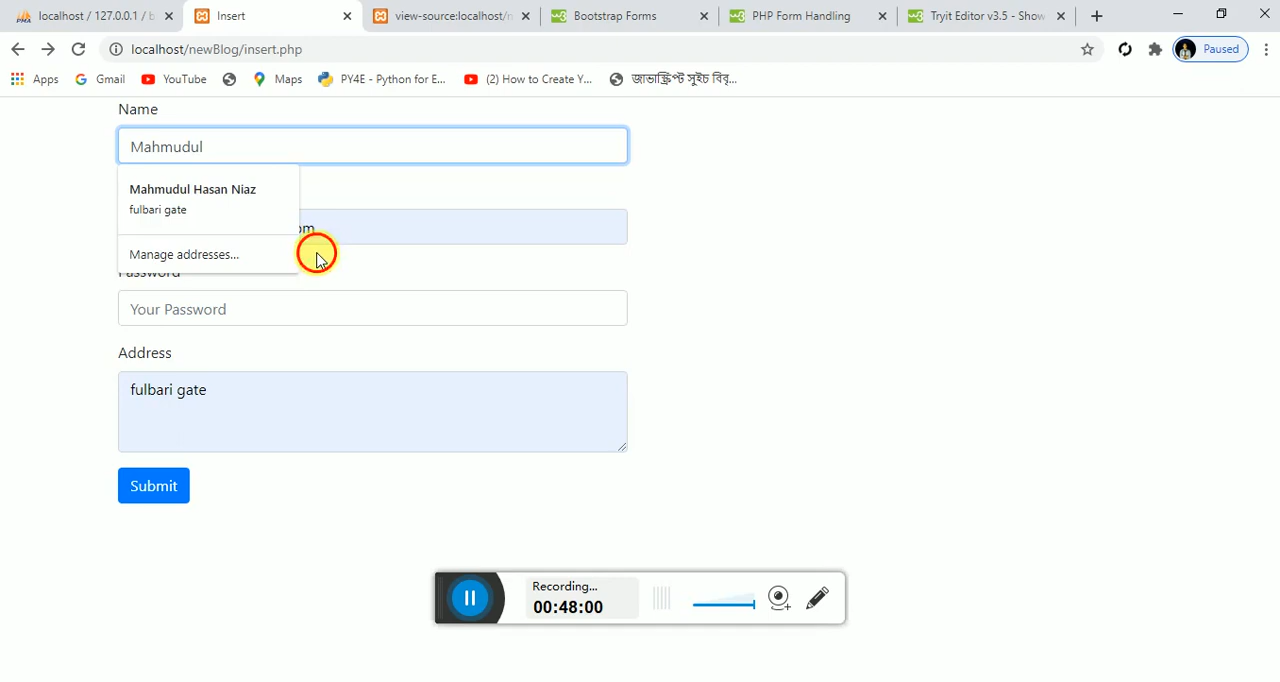 localhost / 127.0.0.1 / b
Insert
view-source:localhost/n
Bootstrap Forms
PHP Form Handling
Tryit Editor v3.5 - Show
localhost/newBlog/insert.php
Paused
Apps
Gmail
YouTube
Maps
PY4E - Python for E...
(2) How to Create Y...
জাভাস্ক্রিপ্ট সুইচ বিবৃ...
Name
Mahmudul
Mahmudul Hasan Niaz
fulbari gate
om
Manage addresses...
Password
Your Password
Address
fulbari gate
Submit
Recording...
00:48:00